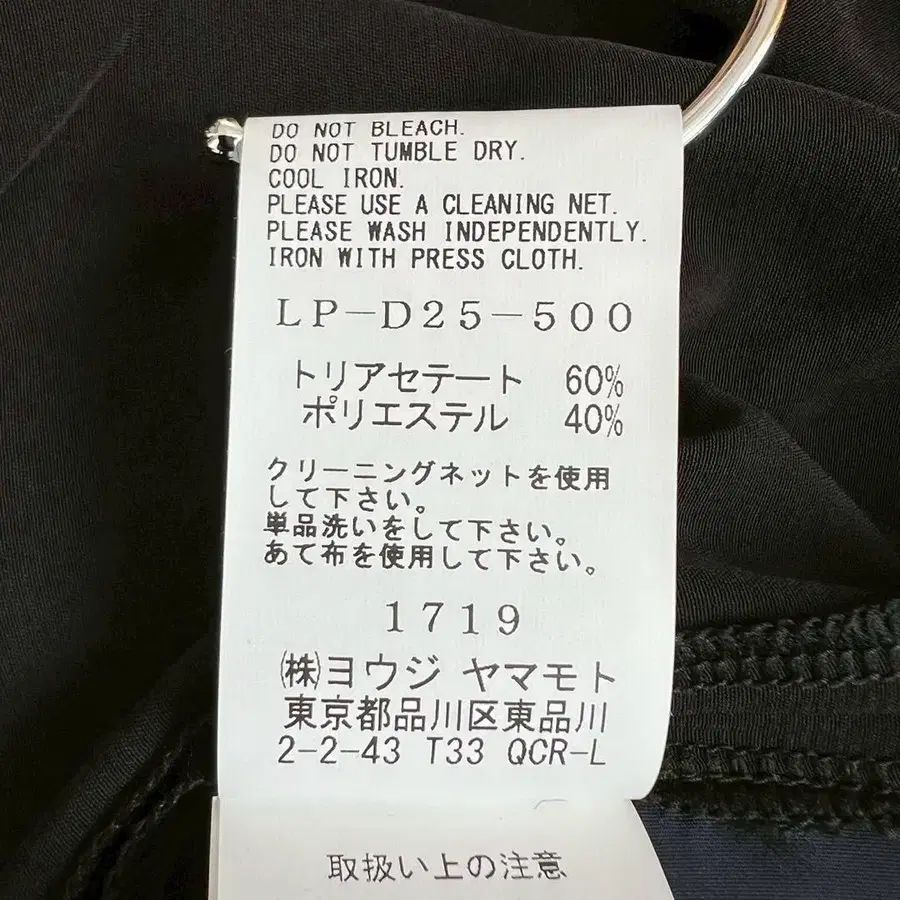 DO NOT BLEACH.
DO NOT TUMBLE DRY.
COOL IRON.
PLEASE USE A CLEANING NET.
PLEASE WASH INDEPENDENTLY.
IRON WITH PRESS CLOTH.
LP-D25-500
トリアセテート 60%
ポリエステル 40%
クリーニングネットを使用
して下さい。
単品洗いをして下さい。
あて布を使用して下さい。
1719
㈱ヨウジ ヤマモト
東京都品川区東品川
2-2-43 T33 QCR-L
取扱い上の注意